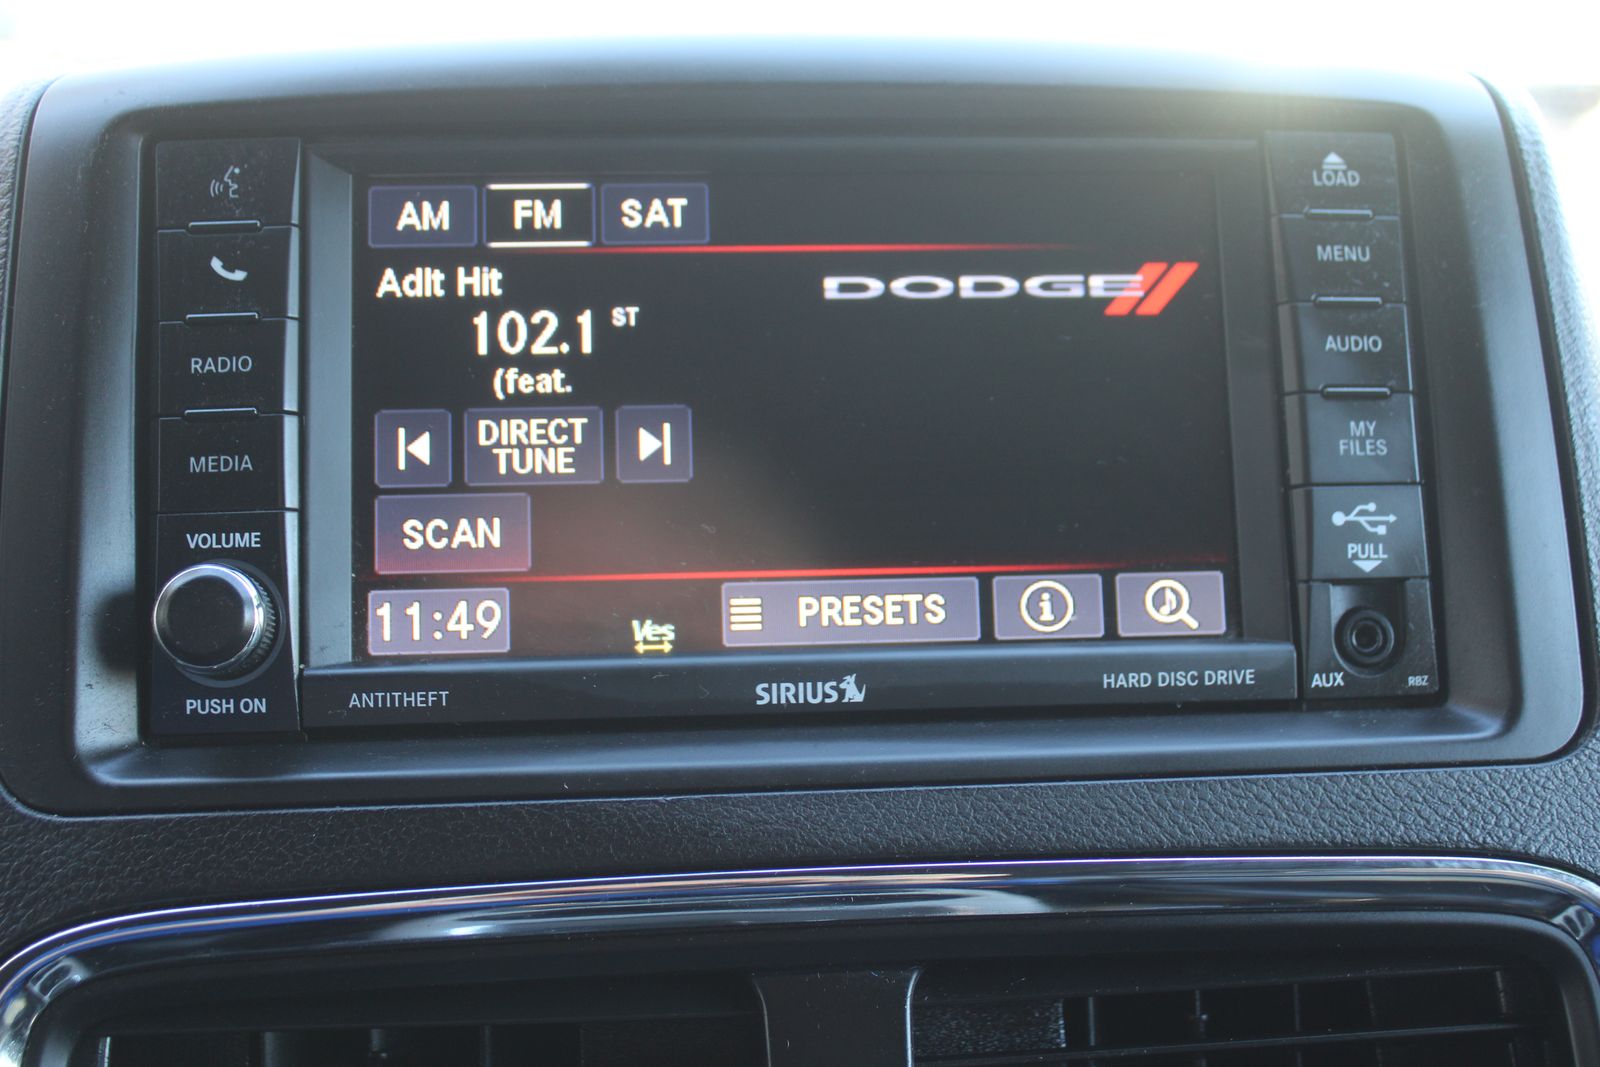 AM FM SAT
Adlt Hit
102.1 ST
(feat.
DIRECT
TUNE
SCAN
11:49
Ves
PRESETS
i
DODGE
RADIO
MEDIA
VOLUME
PUSH ON
ANTITHEFT
SIRIUS
HARD DISC DRIVE
LOAD
MENU
AUDIO
MY
FILES
PULL
AUX
RBZ